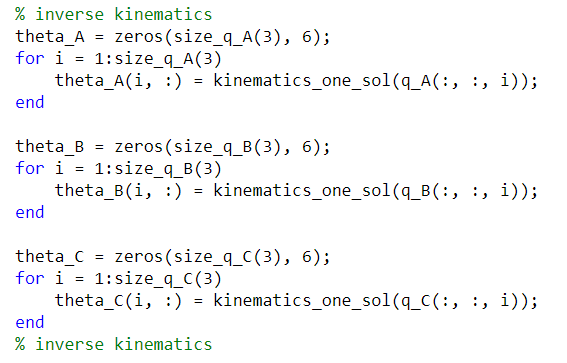 % inverse kinematics
theta_A = zeros(size_q_A(3), 6);
for i = 1:size_q_A(3)
    theta_A(i, :) = kinematics_one_sol(q_A(:, :, i));
end

theta_B = zeros(size_q_B(3), 6);
for i = 1:size_q_B(3)
    theta_B(i, :) = kinematics_one_sol(q_B(:, :, i));
end

theta_C = zeros(size_q_C(3), 6);
for i = 1:size_q_C(3)
    theta_C(i, :) = kinematics_one_sol(q_C(:, :, i));
end
% inverse kinematics